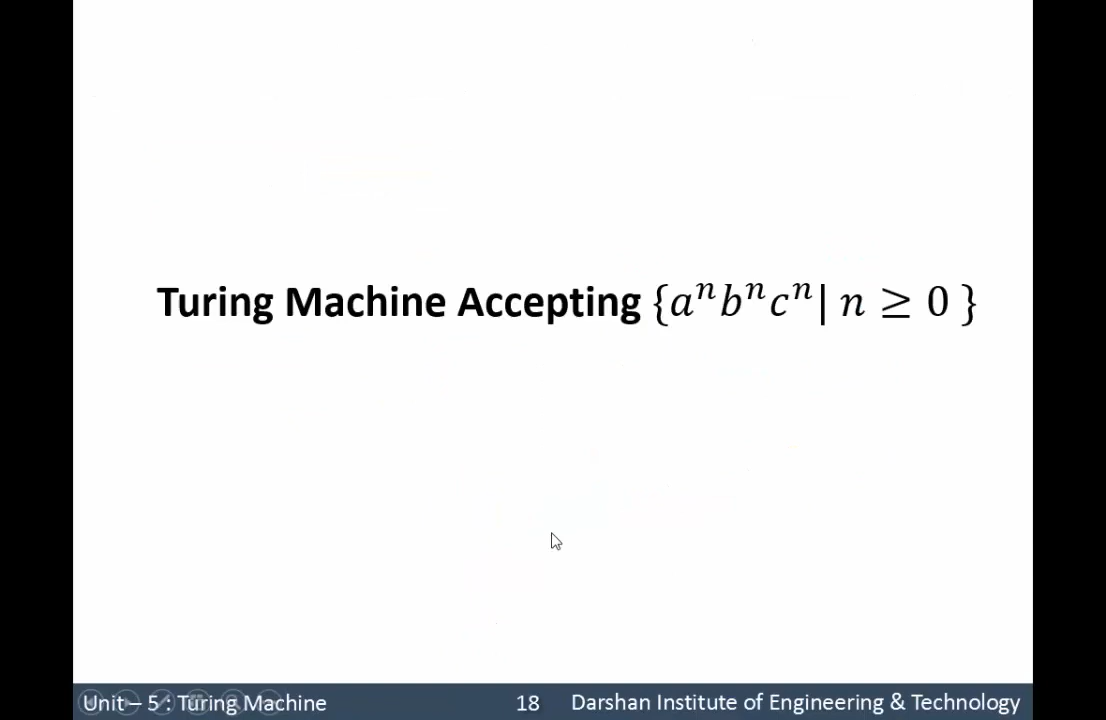 Turing Machine Accepting {aⁿbⁿcⁿ| n ≥ 0 }
Unit – 5 : Turing Machine 18 Darshan Institute of Engineering & Technology